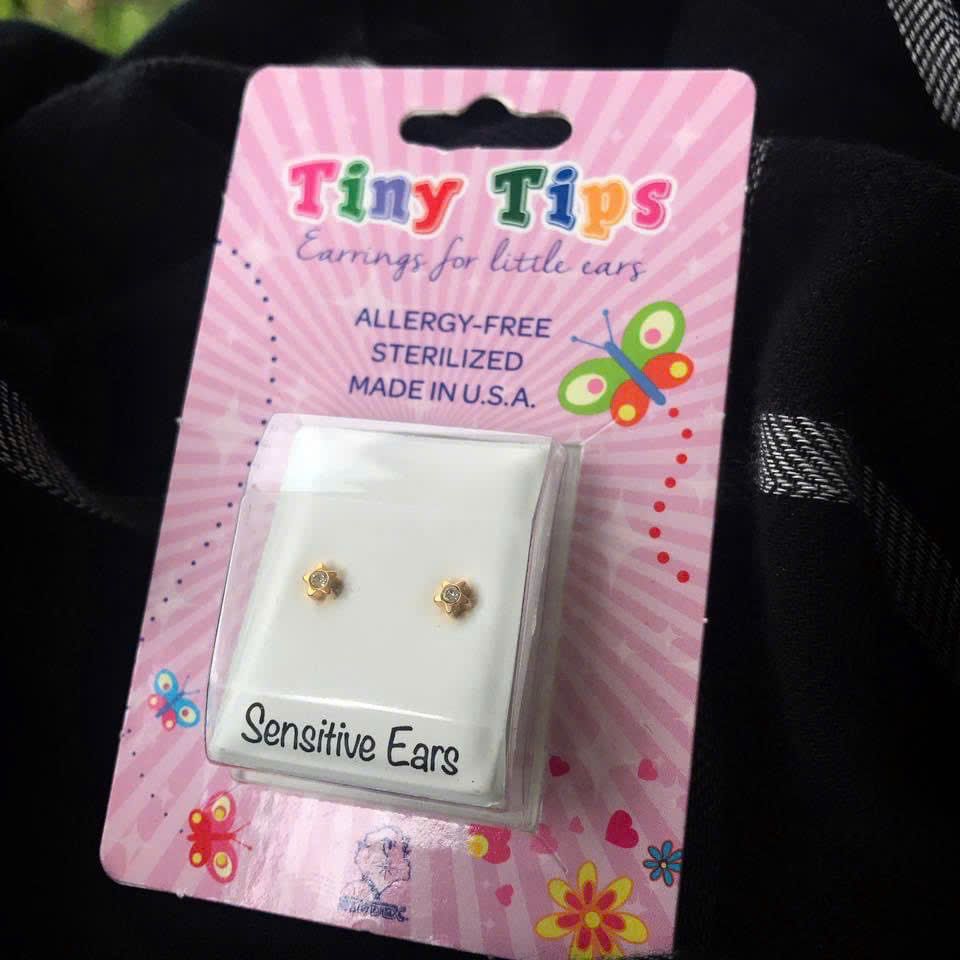 Tiny Tips
Earrings for little ears
ALLERGY-FREE
STERILIZED
MADE IN U.S.A.
Sensitive Ears